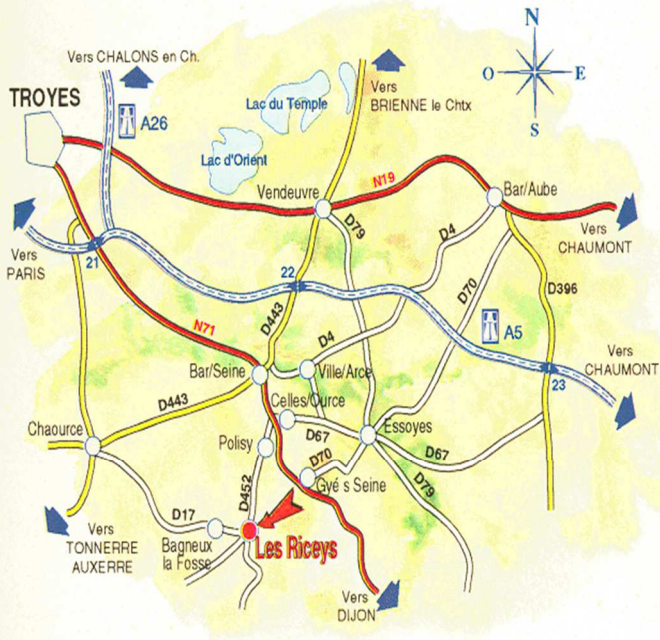 N
Vers CHALONS en Ch.
O
E
TROYES
Vers
BRIENNE le Chtx
Lac du Temple
A26
S
Lac d'Orient
N19
Bar/Aube
Vendeuvre
D79
D4
Vers
CHAUMONT
Vers
PARIS
21
22
D70
D396
D443
N71
D4
A5
Vers
CHAUMONT
Bar/Seine
Ville/Arce
23
D443
Celles/Ource
Chaource
Essoyes
D67
Polisy
D70
D67
D452
Gyé s Seine
D79
D17
Bagneux
la Fosse
Les Riceys
Vers
TONNERRE
AUXERRE
Vers
DIJON